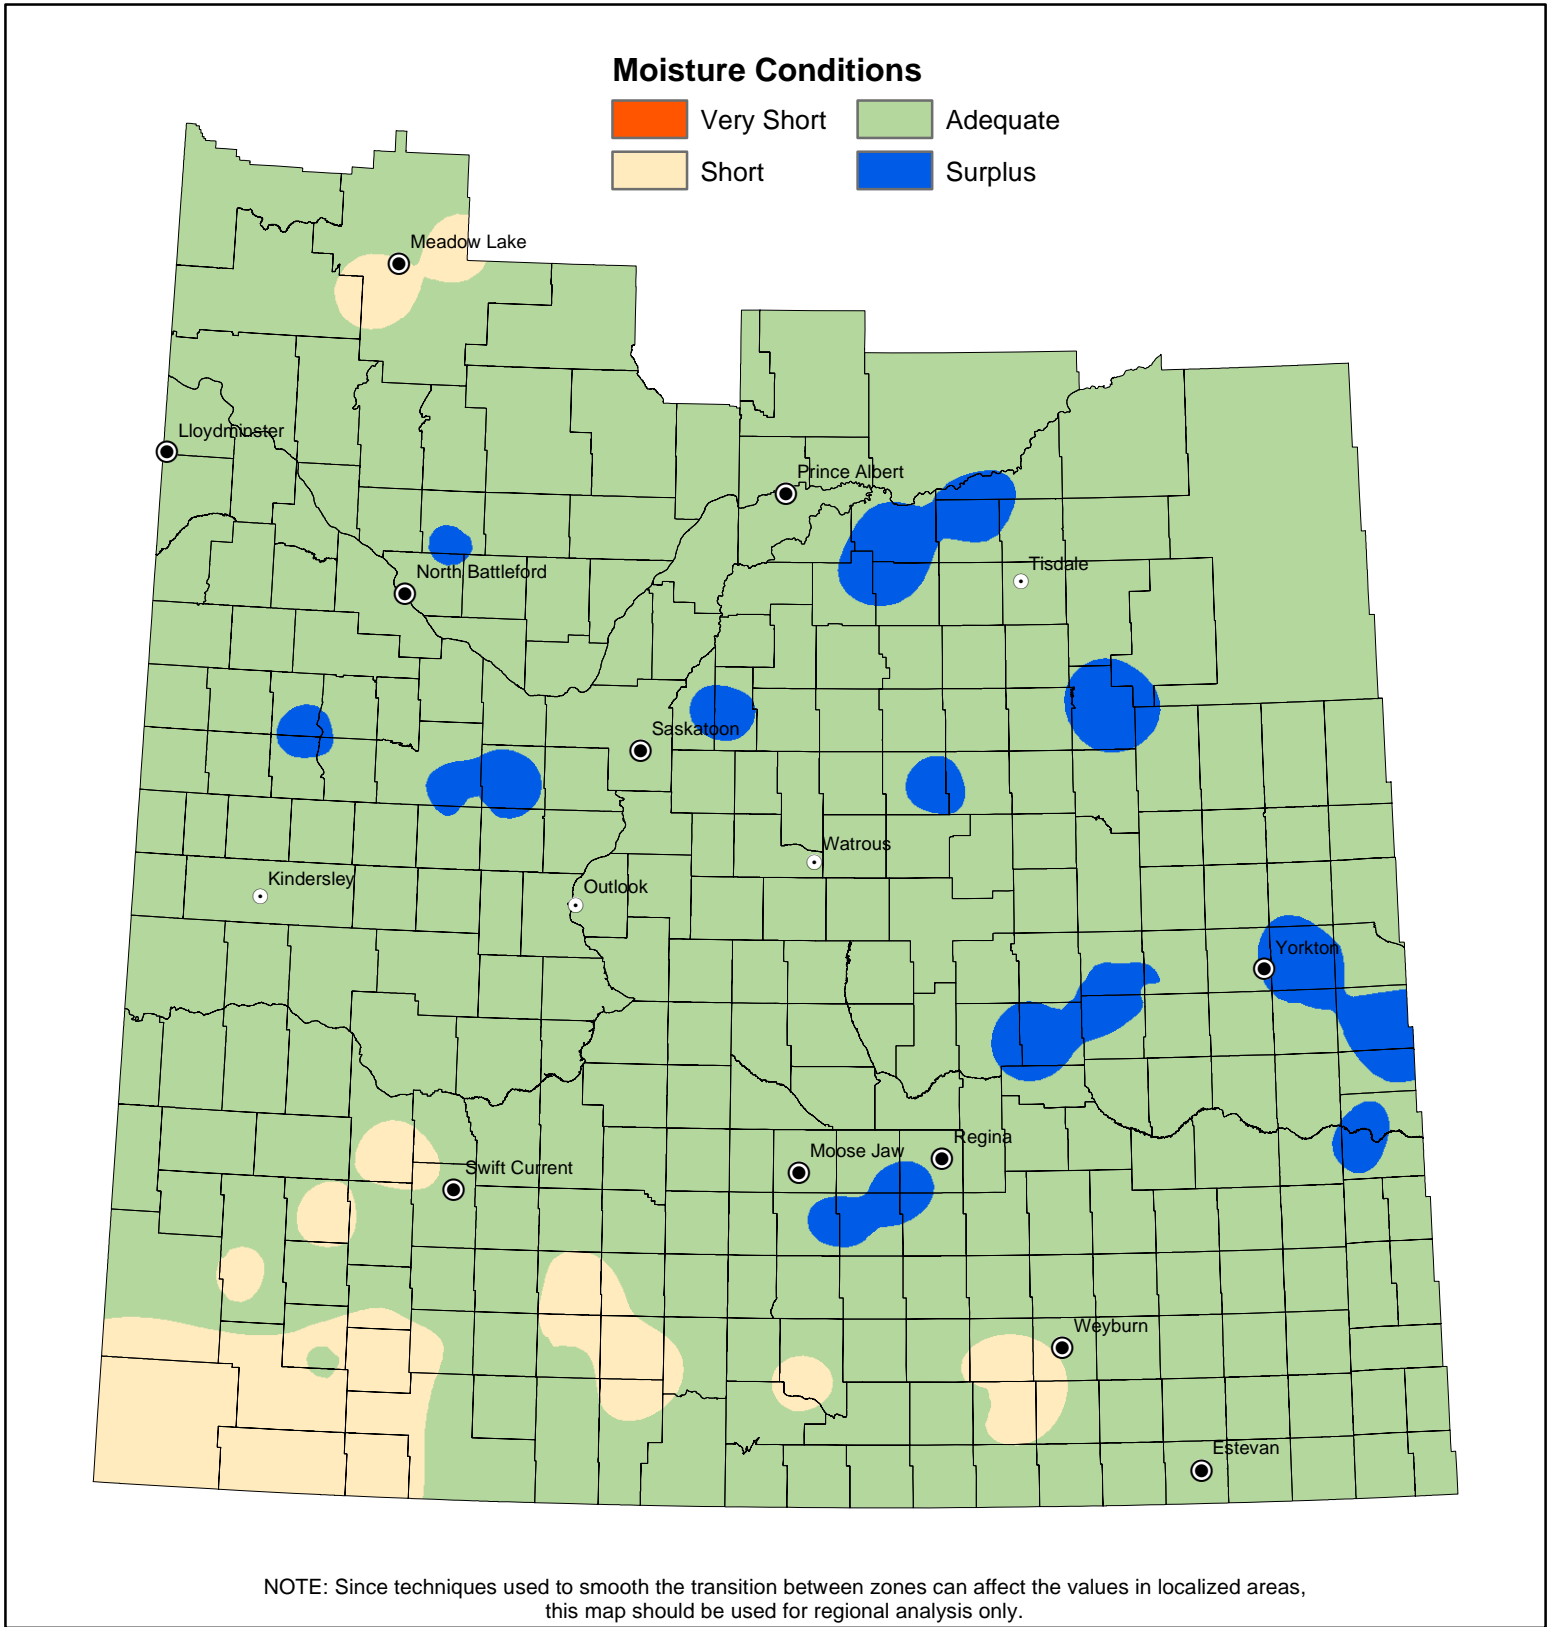 Moisture Conditions
Very Short
Adequate
Short
Surplus
Meadow Lake
Lloydminster
Prince Albert
North Battleford
Tisdale
Saskatoon
Watrous
Kindersley
Outlook
Yorkton
Regina
Moose Jaw
Swift Current
Weyburn
Estevan
NOTE: Since techniques used to smooth the transition between zones can affect the values in localized areas,
this map should be used for regional analysis only.